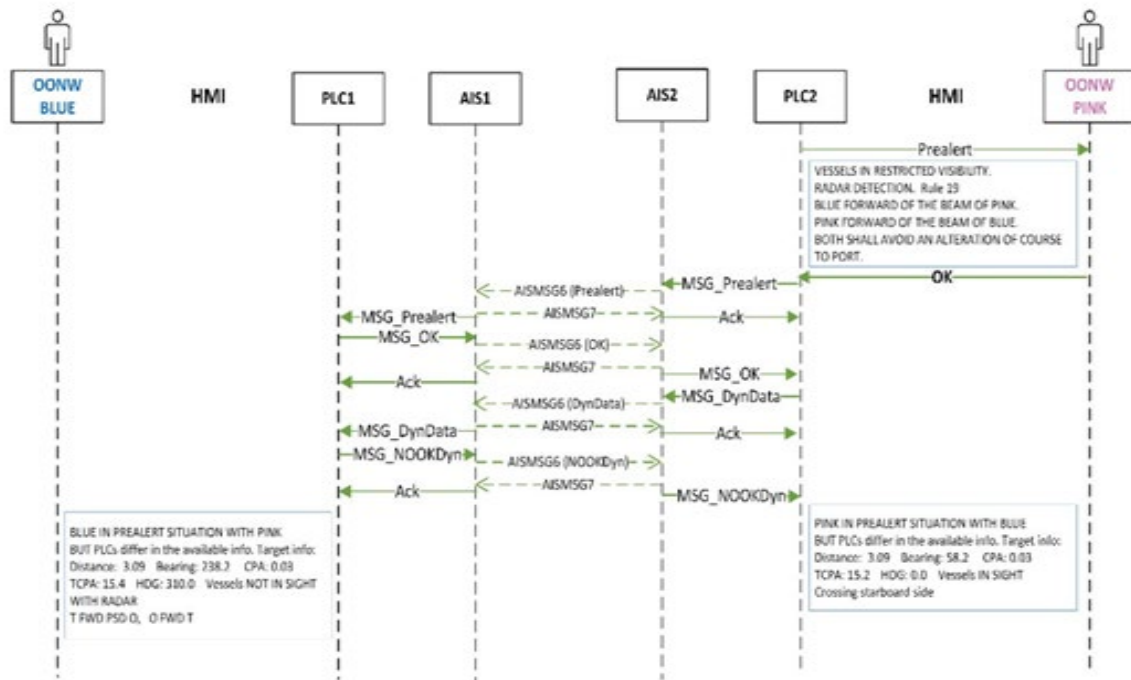 OONW
BLUE
HMI
PLC1
AIS1
AIS2
PLC2
HMI
OONW
PINK
Prealert
VESSELS IN RESTRICTED VISIBILITY.
RADAR DETECTION. Rule 19
BLUE FORWARD OF THE BEAM OF PINK.
PINK FORWARD OF THE BEAM OF BLUE.
BOTH SHALL AVOID AN ALTERATION OF COURSE
TO PORT.
OK
MSG_Prealert
AISMSG6 (Prealert)
MSG_Prealert
AISMSG7
Ack
MSG_OK
AISMSG6 (OK)
AISMSG7
MSG_OK
Ack
MSG_DynData
AISMSG6 (DynData)
MSG_DynData
AISMSG7
Ack
MSG_NOOKDyn
AISMSG6 (NOOKDyn)
AISMSG7
Ack
MSG_NOOKDyn
BLUE IN PREALERT SITUATION WITH PINK
BUT PLCs differ in the available info. Target info:
Distance: 3.09 Bearing: 238.2 CPA: 0.03
TCPA: 15.4 HDG: 310.0 Vessels NOT IN SIGHT
WITH RADAR
T FWD PSD O, O FWD T
PINK IN PREALERT SITUATION WITH BLUE
BUT PLCs differ in the available info. Target info:
Distance: 3.09 Bearing: 58.2 CPA: 0.03
TCPA: 15.2 HDG: 0.0 Vessels IN SIGHT
Crossing starboard side